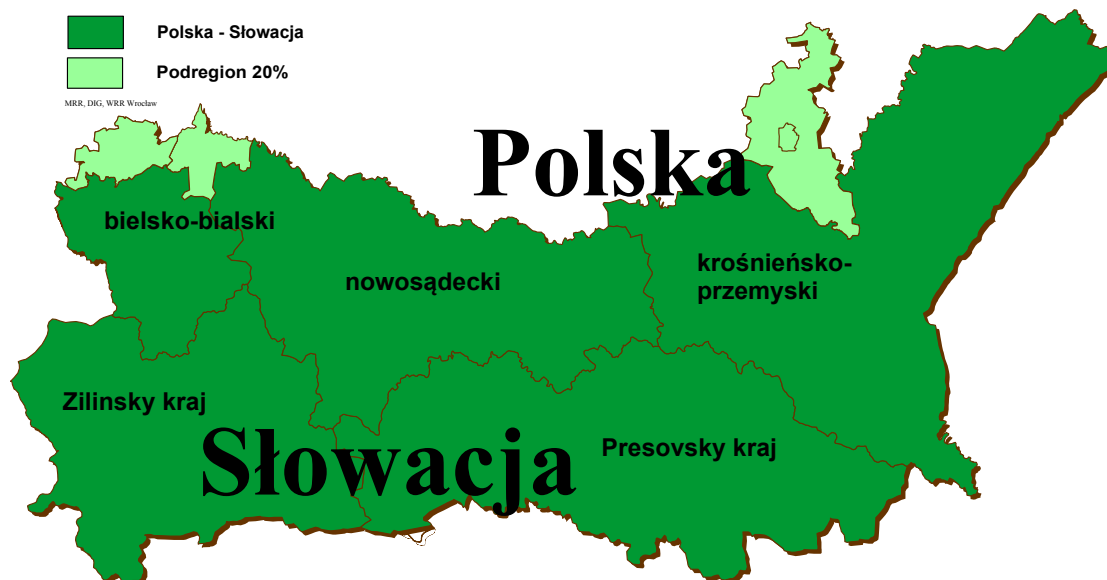 Polska - Słowacja
Podregion 20%
MRR, DIG, WRR Wrocław
Polska
bielsko-bialski
nowosądecki
krośnieńsko-
przemyski
Zilinsky kraj
Słowacja
Presovsky kraj